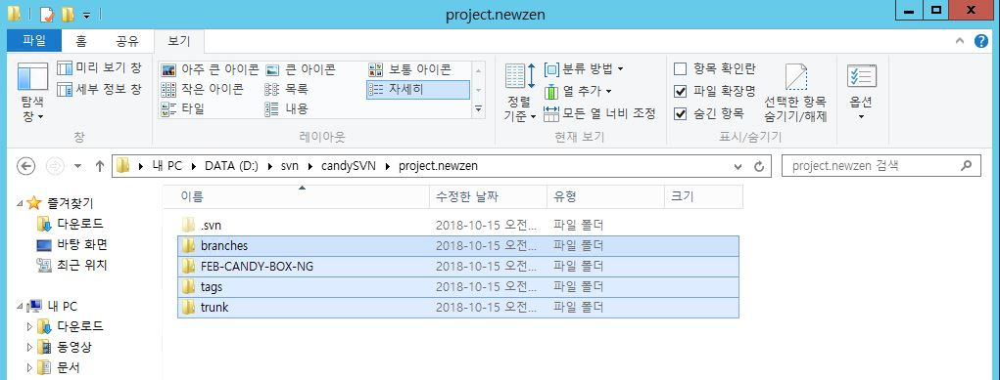 project.newzen
파일 홈 공유 보기
미리 보기 창
세부 정보 창
탐색
창
창
아주 큰 아이콘 큰 아이콘 보통 아이콘
작은 아이콘 목록 자세히
타일 내용
레이아웃
정렬
기준
분류 방법
열 추가
모든 열 너비 조정
현재 보기
항목 확인란
파일 확장명
숨긴 항목
선택한 항목
숨기기/해제
표시/숨기기
옵션
내 PC DATA (D:) svn candySVN project.newzen
project.newzen 검색
즐겨찾기
다운로드
바탕 화면
최근 위치
내 PC
다운로드
동영상
문서
이름 수정한 날짜 유형 크기
.svn 2018-10-15 오전... 파일 폴더
branches 2018-10-15 오전... 파일 폴더
FEB-CANDY-BOX-NG 2018-10-15 오전... 파일 폴더
tags 2018-10-15 오전... 파일 폴더
trunk 2018-10-15 오전... 파일 폴더